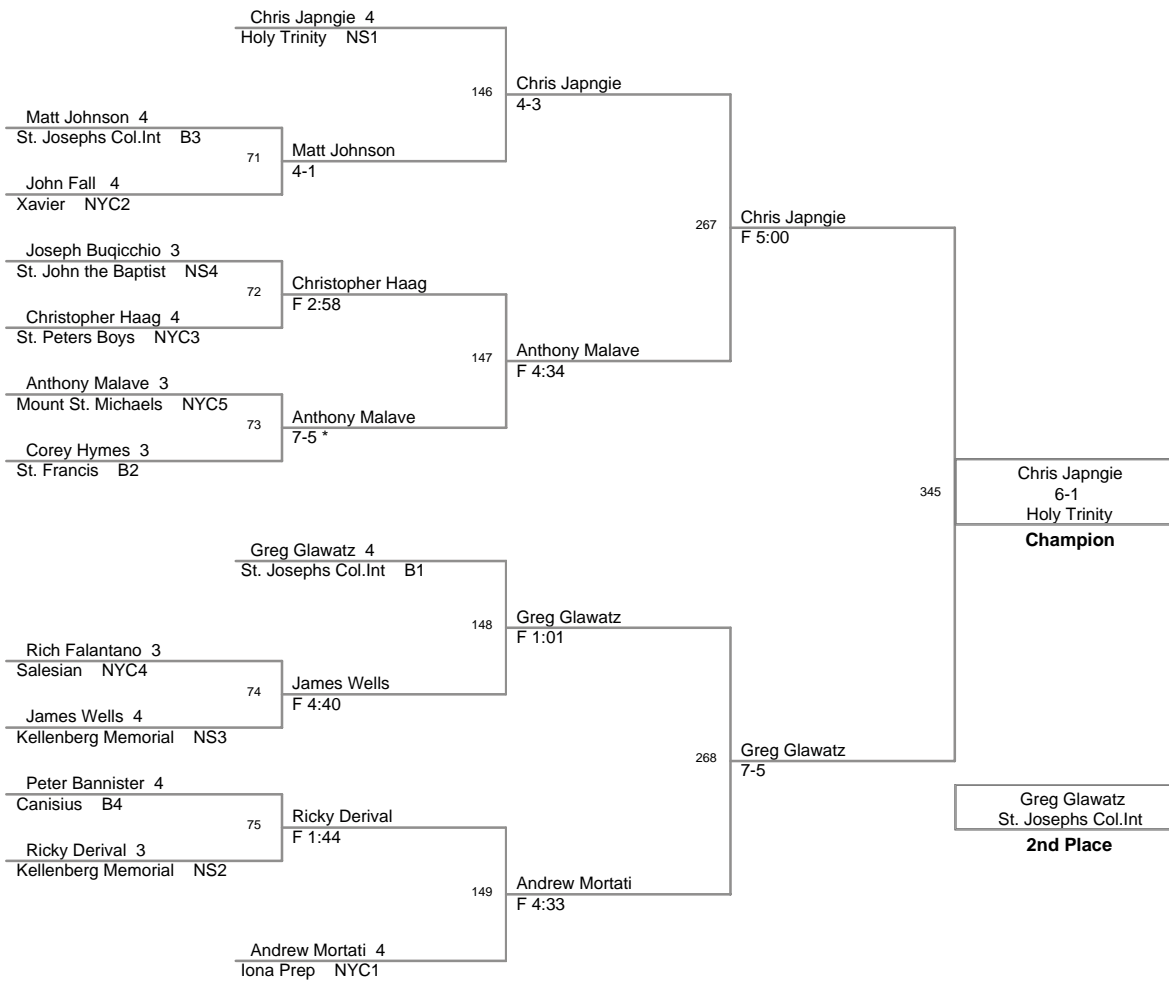 Chris Japngie 4
Holy Trinity NS1
146
Chris Japngie
4-3
Matt Johnson 4
St. Josephs Col.Int B3
71
Matt Johnson
4-1
John Fall 4
Xavier NYC2
267
Chris Japngie
F 5:00
Joseph Buqicchio 3
St. John the Baptist NS4
72
Christopher Haag
F 2:58
Christopher Haag 4
St. Peters Boys NYC3
147
Anthony Malave
F 4:34
Anthony Malave 3
Mount St. Michaels NYC5
73
Anthony Malave
7-5 *
Corey Hymes 3
St. Francis B2
345
Chris Japngie
6-1
Holy Trinity
Champion
Greg Glawatz 4
St. Josephs Col.Int B1
148
Greg Glawatz
F 1:01
Rich Falantano 3
Salesian NYC4
74
James Wells
F 4:40
James Wells 4
Kellenberg Memorial NS3
268
Greg Glawatz
7-5
Peter Bannister 4
Canisius B4
75
Ricky Derival
F 1:44
Ricky Derival 3
Kellenberg Memorial NS2
Greg Glawatz
St. Josephs Col.Int
2nd Place
149
Andrew Mortati
F 4:33
Andrew Mortati 4
Iona Prep NYC1